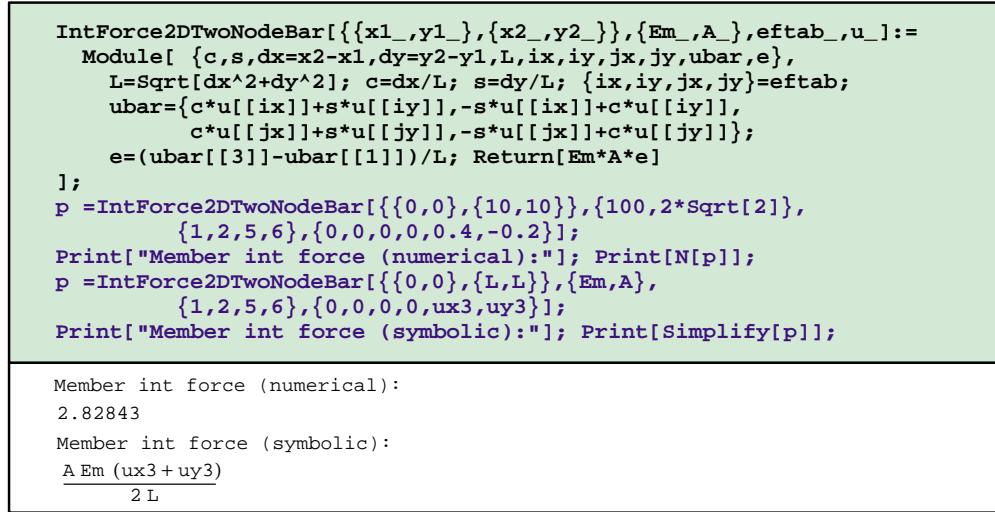 IntForce2DTwoNodeBar[{{x1_,y1_},{x2_,y2_}},{Em_,A_},eftab_,u_]:=
Module[ {c,s,dx=x2-x1,dy=y2-y1,L,ix,iy,jx,jy,ubar,e},
L=Sqrt[dx^2+dy^2]; c=dx/L; s=dy/L; {ix,iy,jx,jy}=eftab;
ubar={c*u[[ix]]+s*u[[iy]],-s*u[[ix]]+c*u[[iy]],
c*u[[jx]]+s*u[[jy]],-s*u[[jx]]+c*u[[jy]]};
e=(ubar[[3]]-ubar[[1]])/L; Return[Em*A*e]
];
p =IntForce2DTwoNodeBar[{{0,0},{10,10}},{100,2*Sqrt[2]},
{1,2,5,6},{0,0,0,0,0.4,-0.2}];
Print["Member int force (numerical):"]; Print[N[p]];
p =IntForce2DTwoNodeBar[{{0,0},{L,L}},{Em,A},
{1,2,5,6},{0,0,0,0,ux3,uy3}];
Print["Member int force (symbolic):"]; Print[Simplify[p]];
Member int force (numerical):
2.82843
Member int force (symbolic):
A Em (ux3 + uy3)
2 L